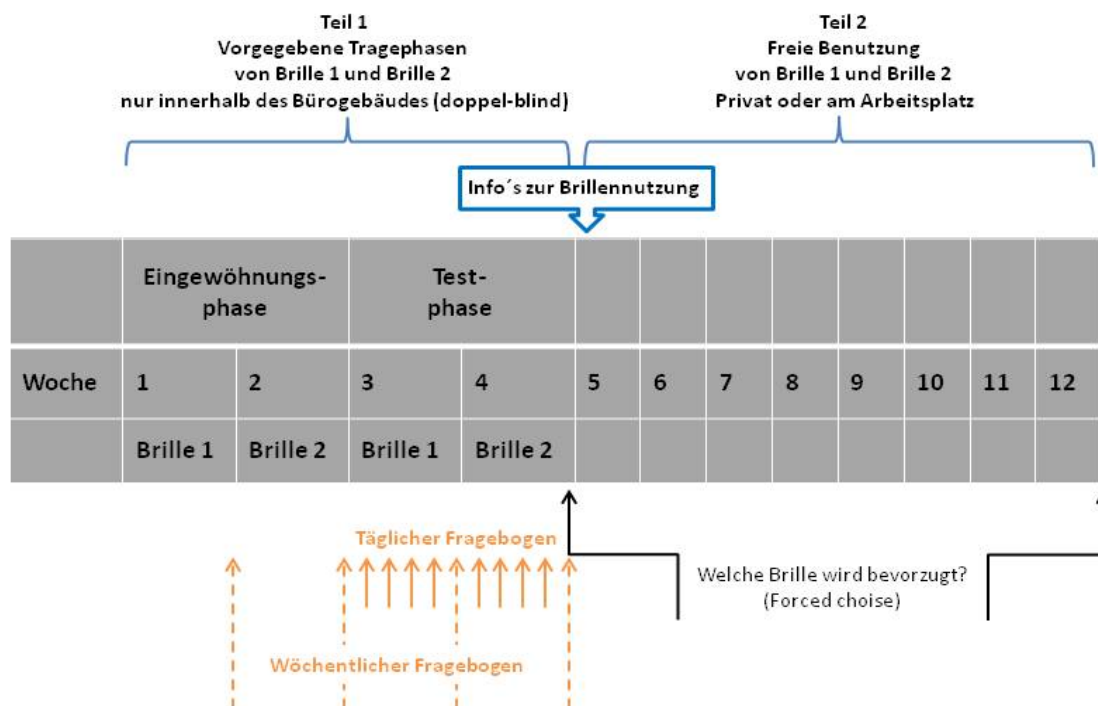 Teil 1
Vorgegebene Tragephasen
von Brille 1 und Brille 2
nur innerhalb des Bürogebäudes (doppel-blind)
Teil 2
Freie Benutzung
von Brille 1 und Brille 2
Privat oder am Arbeitsplatz
Info´s zur Brillennutzung
Eingewöhnungs-
phase
Test-
phase
Woche 1 2 3 4 5 6 7 8 9 10 11 12
Brille 1 Brille 2 Brille 1 Brille 2
Täglicher Fragebogen
Welche Brille wird bevorzugt?
(Forced choise)
Wöchentlicher Fragebogen